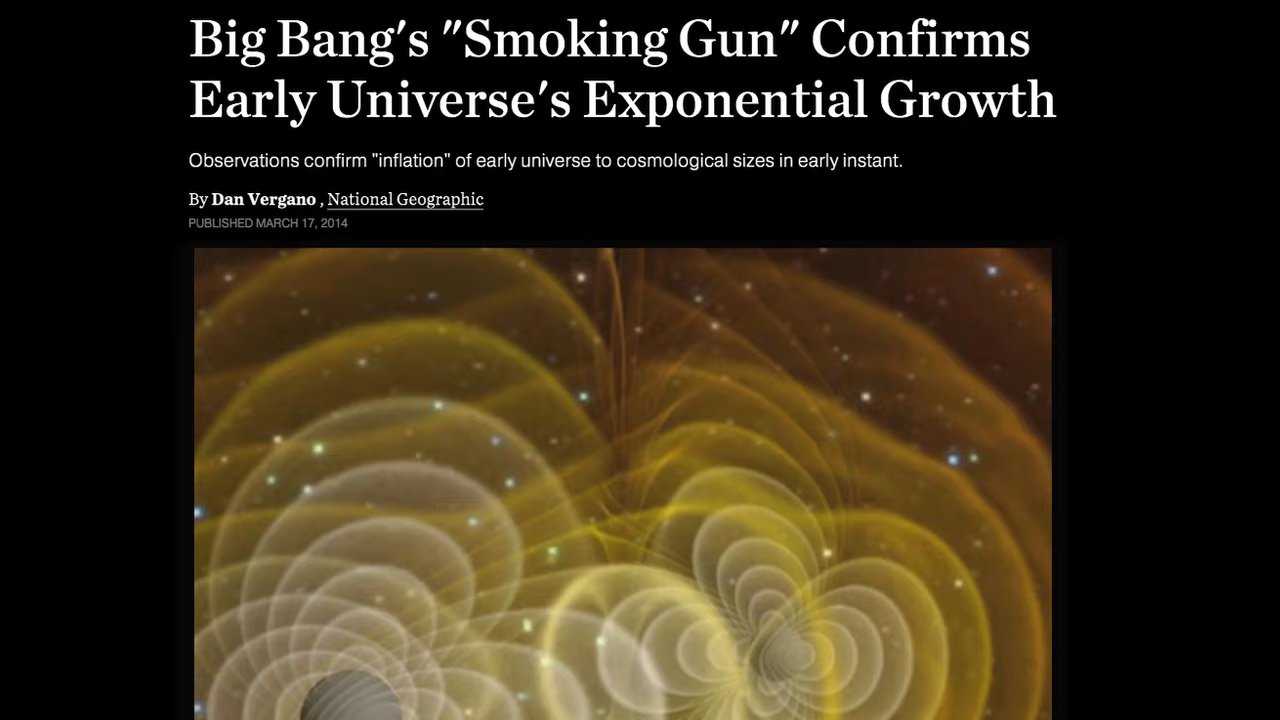 Big Bang's "Smoking Gun" Confirms
Early Universe's Exponential Growth
Observations confirm "inflation" of early universe to cosmological sizes in early instant.
By Dan Vergano , National Geographic
PUBLISHED MARCH 17, 2014